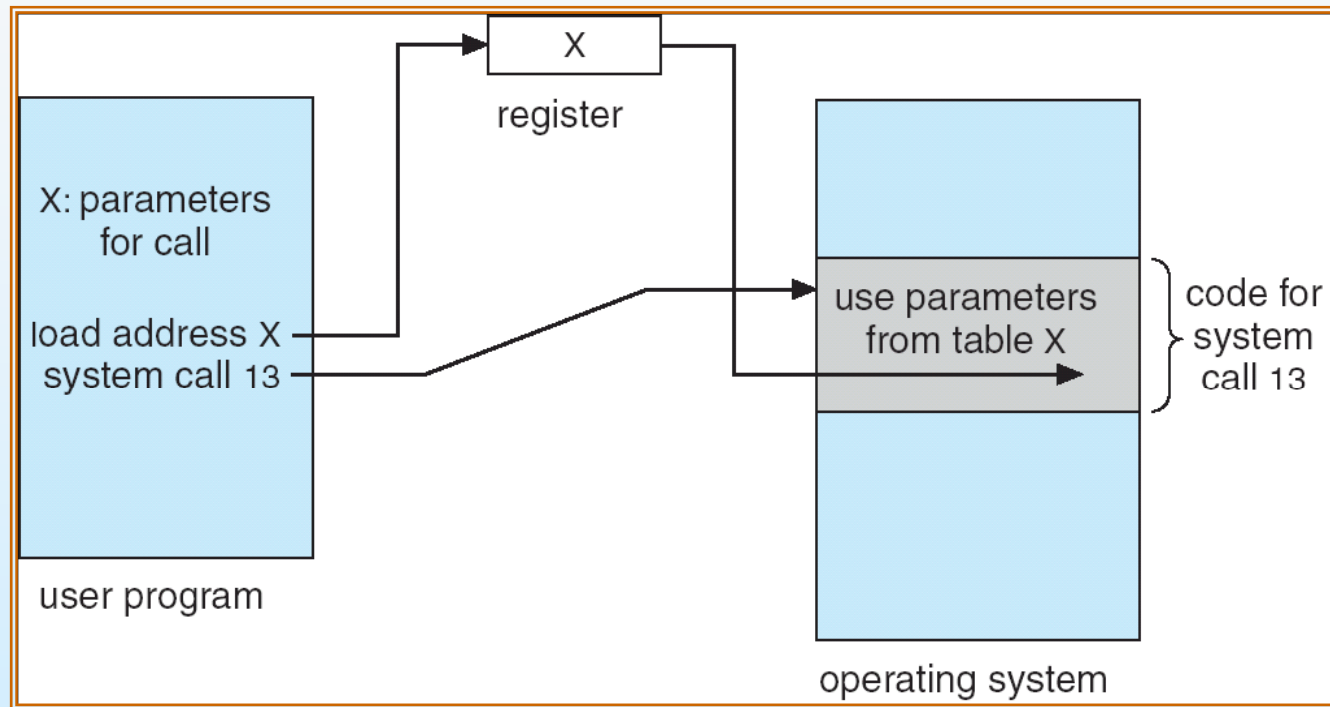 X
register
X: parameters
for call
load address X
system call 13
user program
use parameters
from table X
code for
system
call 13
operating system